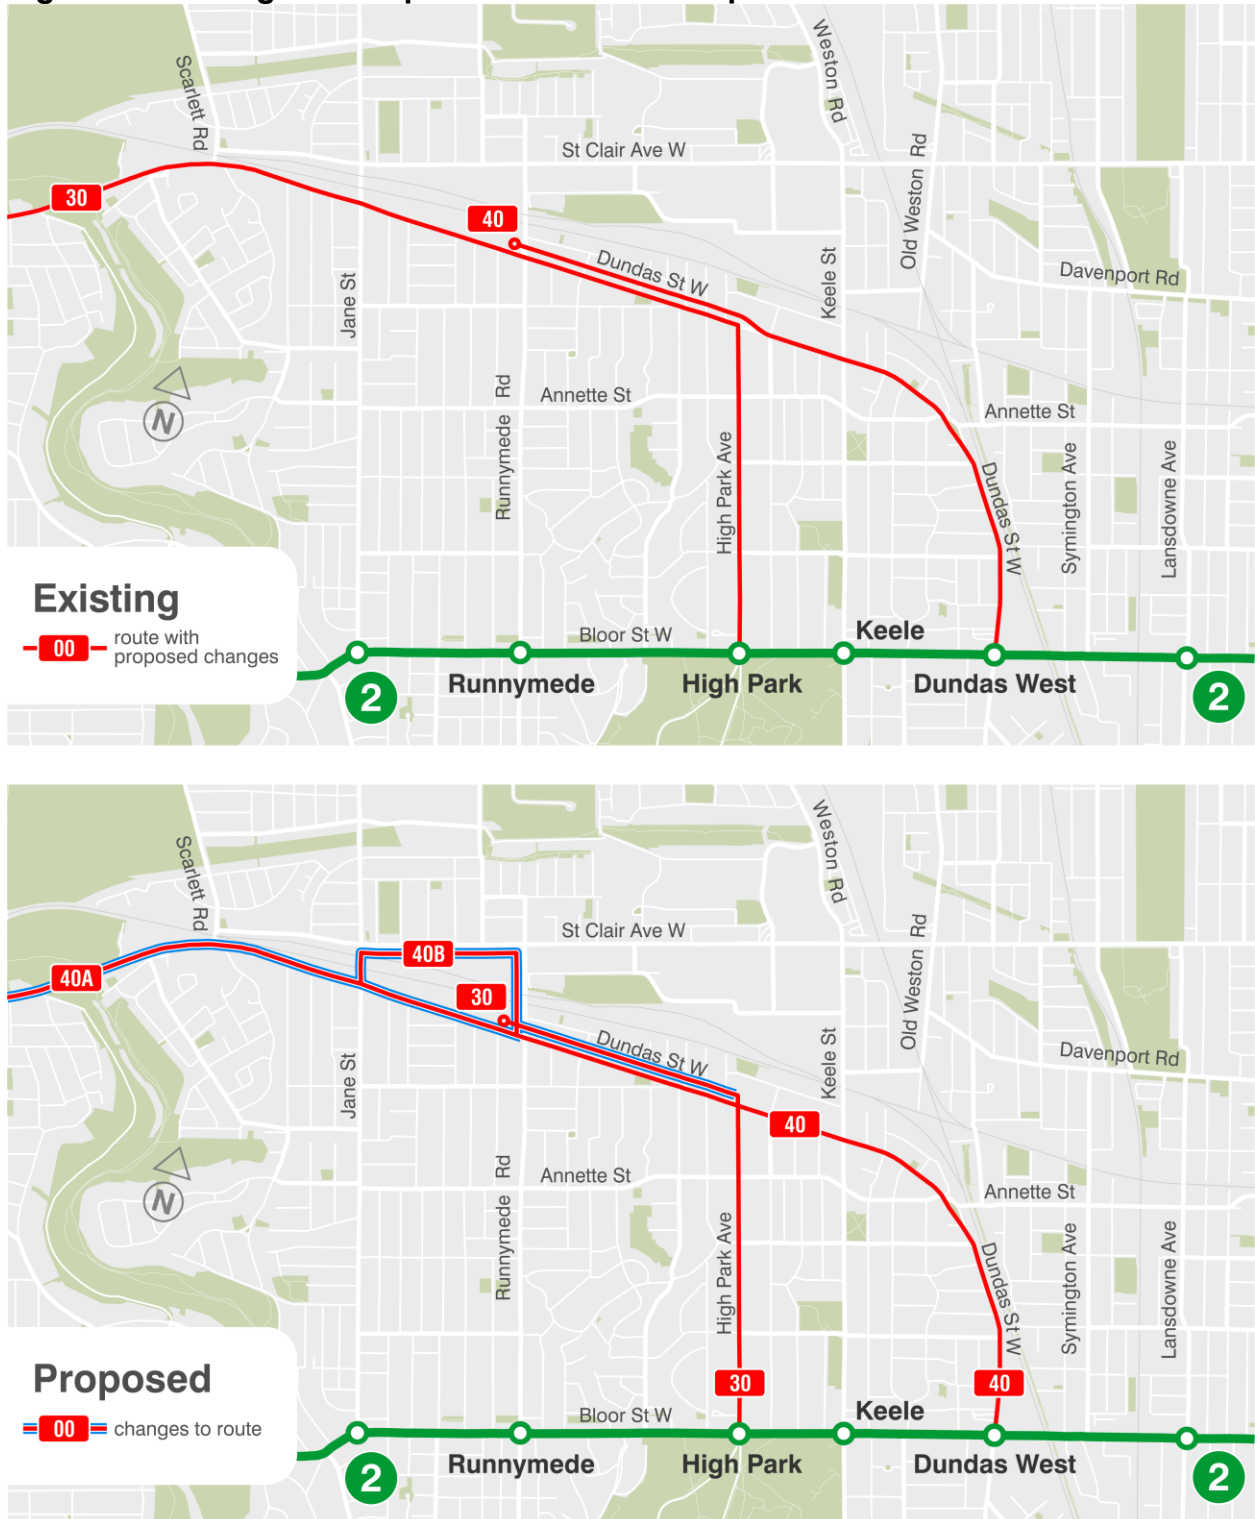 Scarlett Rd
Weston Rd
St Clair Ave W
Old Weston Rd
30
40
Dundas St W
Davenport Rd
Jane St
Keele St
Annette St
Annette St
Runnymede Rd
High Park Ave
Dundas St W
Symington Ave
Lansdowne Ave
Existing
00 route with
proposed changes
Bloor St W
Keele
Runnymede
High Park
Dundas West
2
2
Scarlett Rd
Weston Rd
St Clair Ave W
Old Weston Rd
40A
40B
30
Dundas St W
Davenport Rd
Jane St
Keele St
40
Annette St
Annette St
Runnymede Rd
High Park Ave
Dundas St W
Symington Ave
Lansdowne Ave
Proposed
00 changes to route
30
40
Bloor St W
Keele
Runnymede
High Park
Dundas West
2
2
N
N